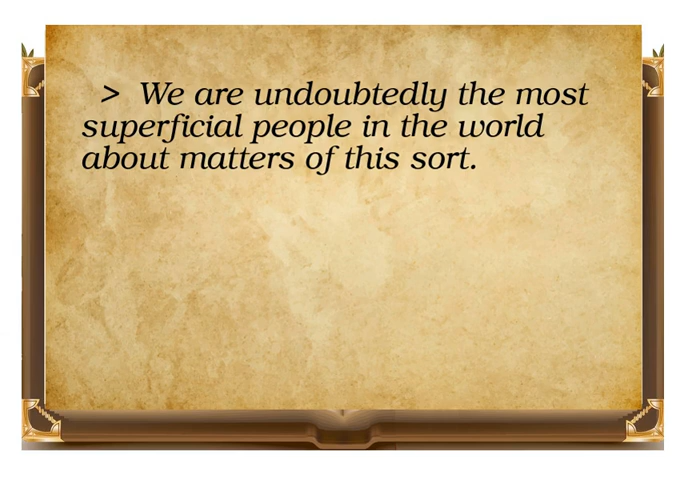 > We are undoubtedly the most
superficial people in the world
about matters of this sort.